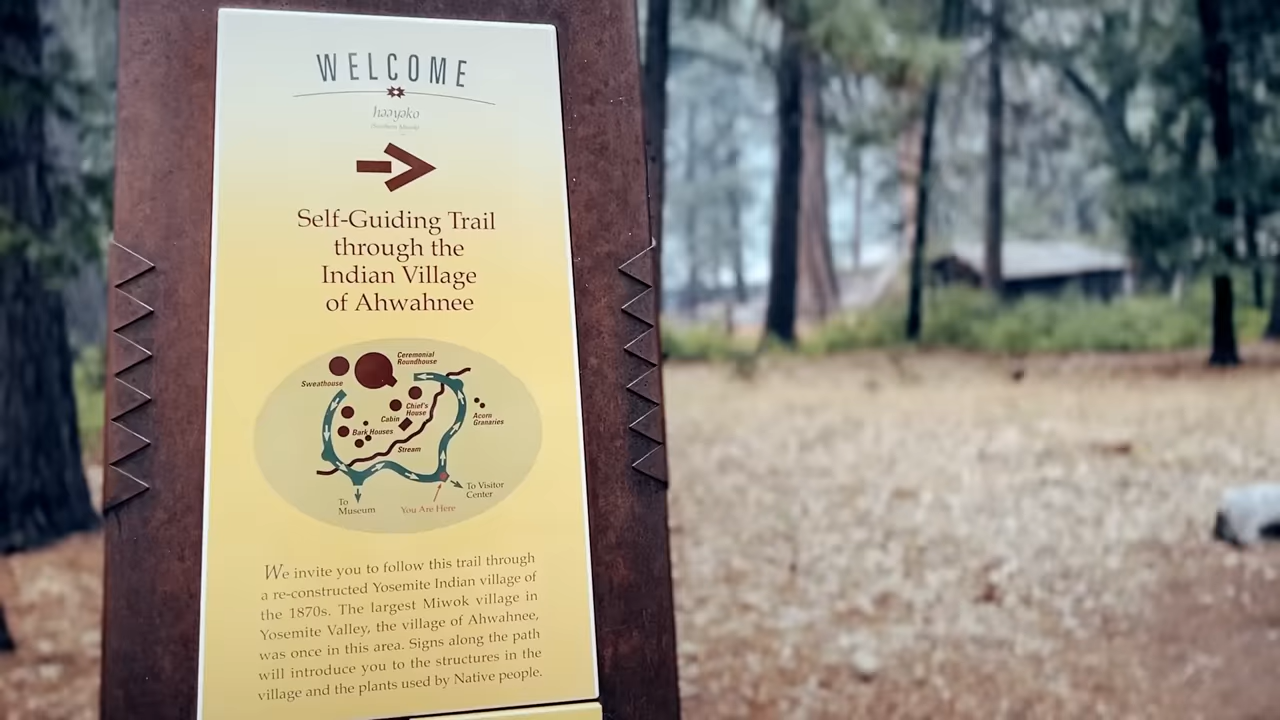 WELCOME
həəyəko
Southern Miwok
Self-Guiding Trail
through the
Indian Village
of Ahwahnee
Ceremonial
Roundhouse
Sweathouse
Chief's
House
Cabin
Acorn
Granaries
Bark Houses
Stream
To Visitor
Center
To
Museum
You Are Here
We invite you to follow this trail through
a re-constructed Yosemite Indian village of
the 1870s. The largest Miwok village in
Yosemite Valley, the village of Ahwahnee,
was once in this area. Signs along the path
will introduce you to the structures in the
village and the plants used by Native people.